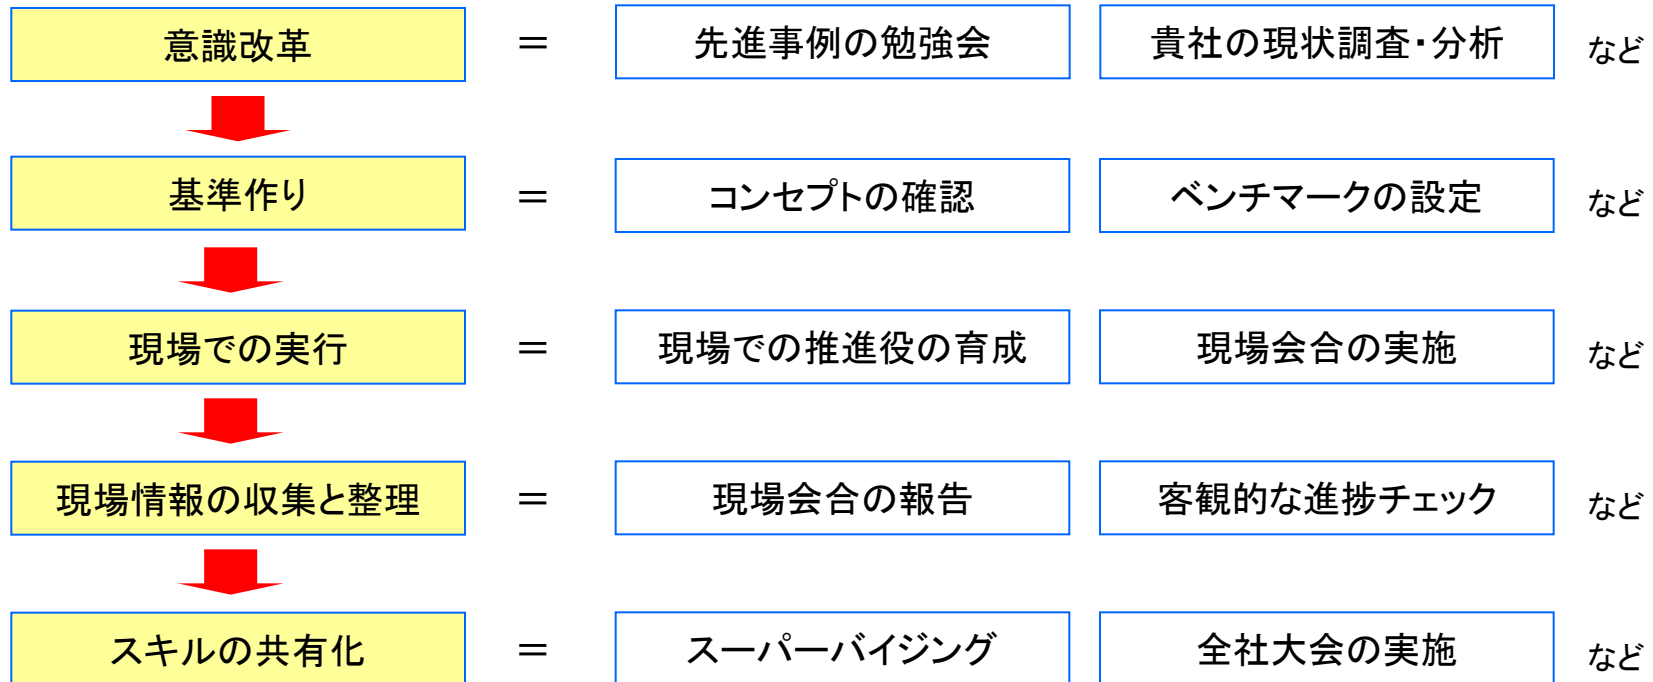 意識改革 = 先進事例の勉強会 貴社の現状調査・分析 など
基準作り = コンセプトの確認 ベンチマークの設定 など
現場での実行 = 現場での推進役の育成 現場会合の実施 など
現場情報の収集と整理 = 現場会合の報告 客観的な進捗チェック など
スキルの共有化 = スーパーバイジング 全社大会の実施 など